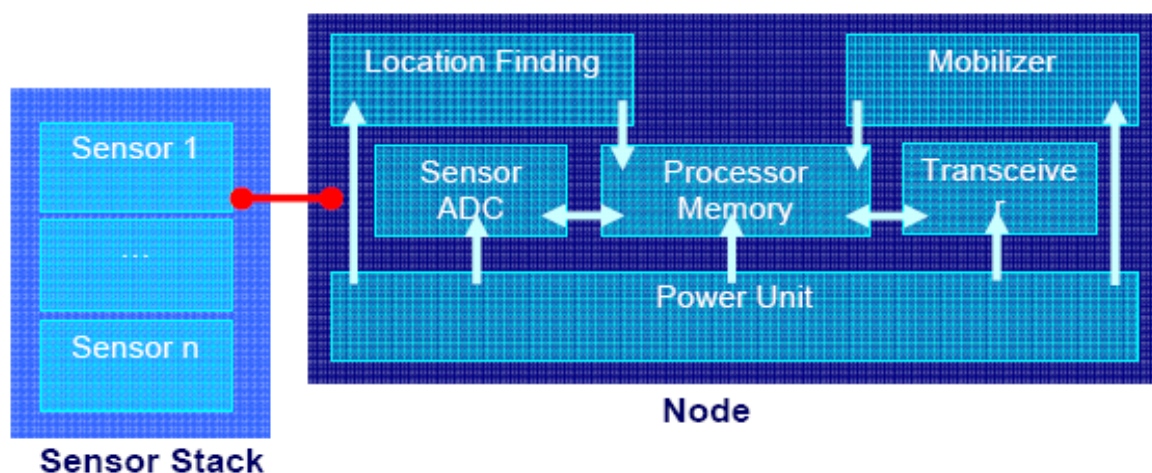 Sensor 1
...
Sensor n
Sensor Stack
Location Finding
Mobilizer
Sensor
ADC
Processor
Memory
Transceive
r
Power Unit
Node